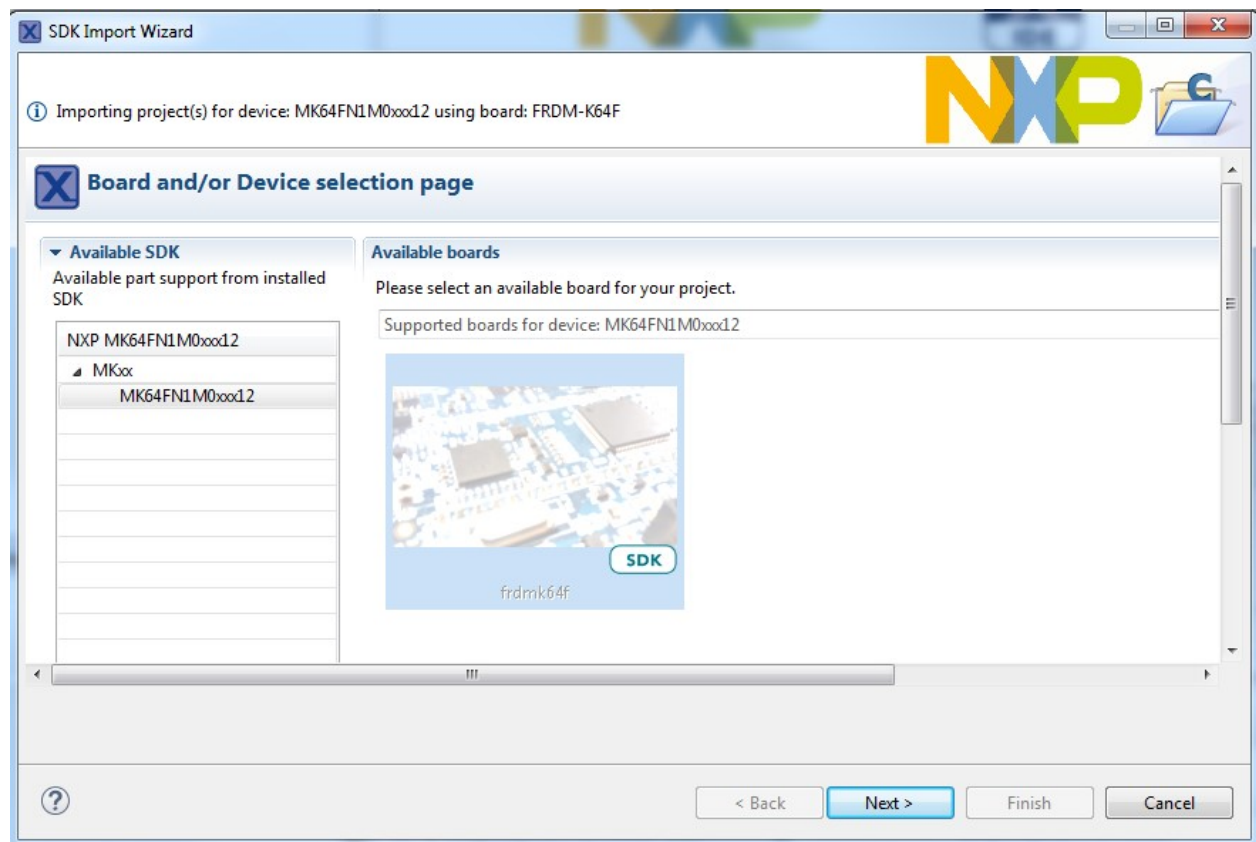 SDK Import Wizard
Importing project(s) for device: MK64FN1M0xxx12 using board: FRDM-K64F
NXP
C
Board and/or Device selection page
Available SDK
Available part support from installed
SDK
NXP MK64FN1M0xxx12
MKxx
MK64FN1M0xxx12
Available boards
Please select an available board for your project.
Supported boards for device: MK64FN1M0xxx12
SDK
frdmk64f
< Back
Next >
Finish
Cancel